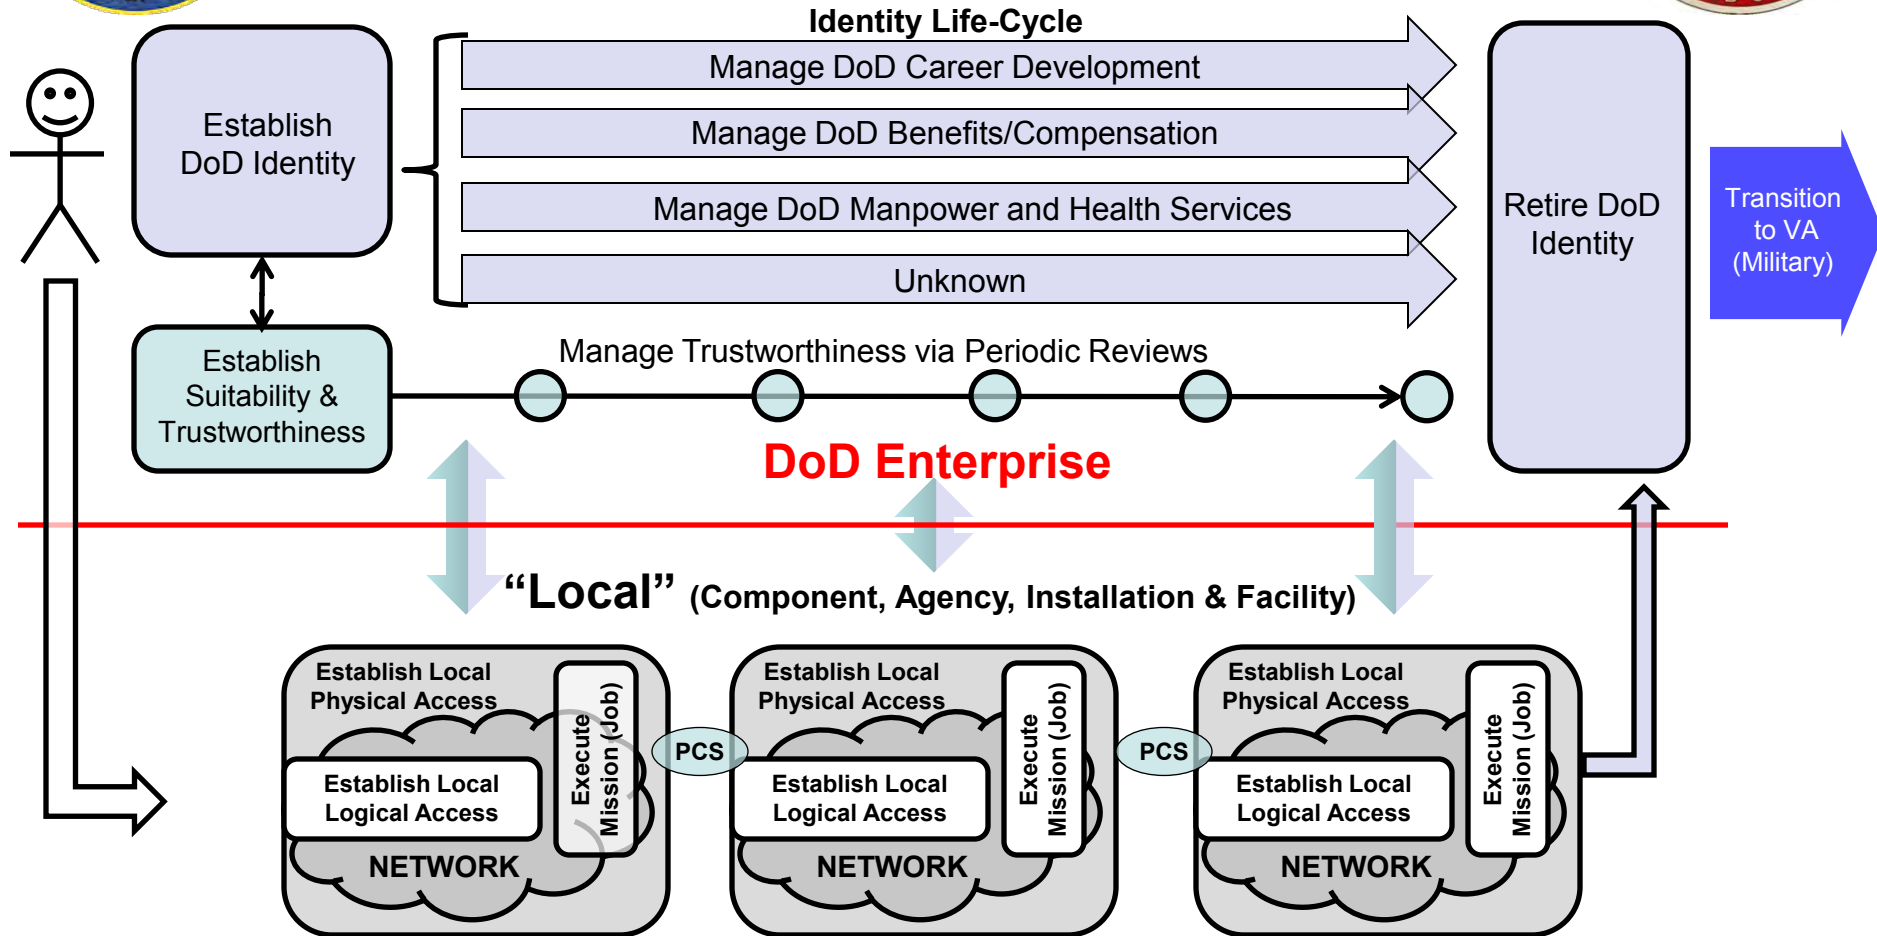 Identity Life-Cycle
Manage DoD Career Development
Manage DoD Benefits/Compensation
Manage DoD Manpower and Health Services
Unknown
Establish
DoD Identity
Retire DoD
Identity
Transition
to VA
(Military)
Establish
Suitability &
Trustworthiness
Manage Trustworthiness via Periodic Reviews
DoD Enterprise
“Local” (Component, Agency, Installation & Facility)
Establish Local
Physical Access
Execute
Mission (Job)
Establish Local
Logical Access
NETWORK
PCS
Establish Local
Physical Access
Execute
Mission (Job)
Establish Local
Logical Access
NETWORK
PCS
Establish Local
Physical Access
Execute
Mission (Job)
Establish Local
Logical Access
NETWORK